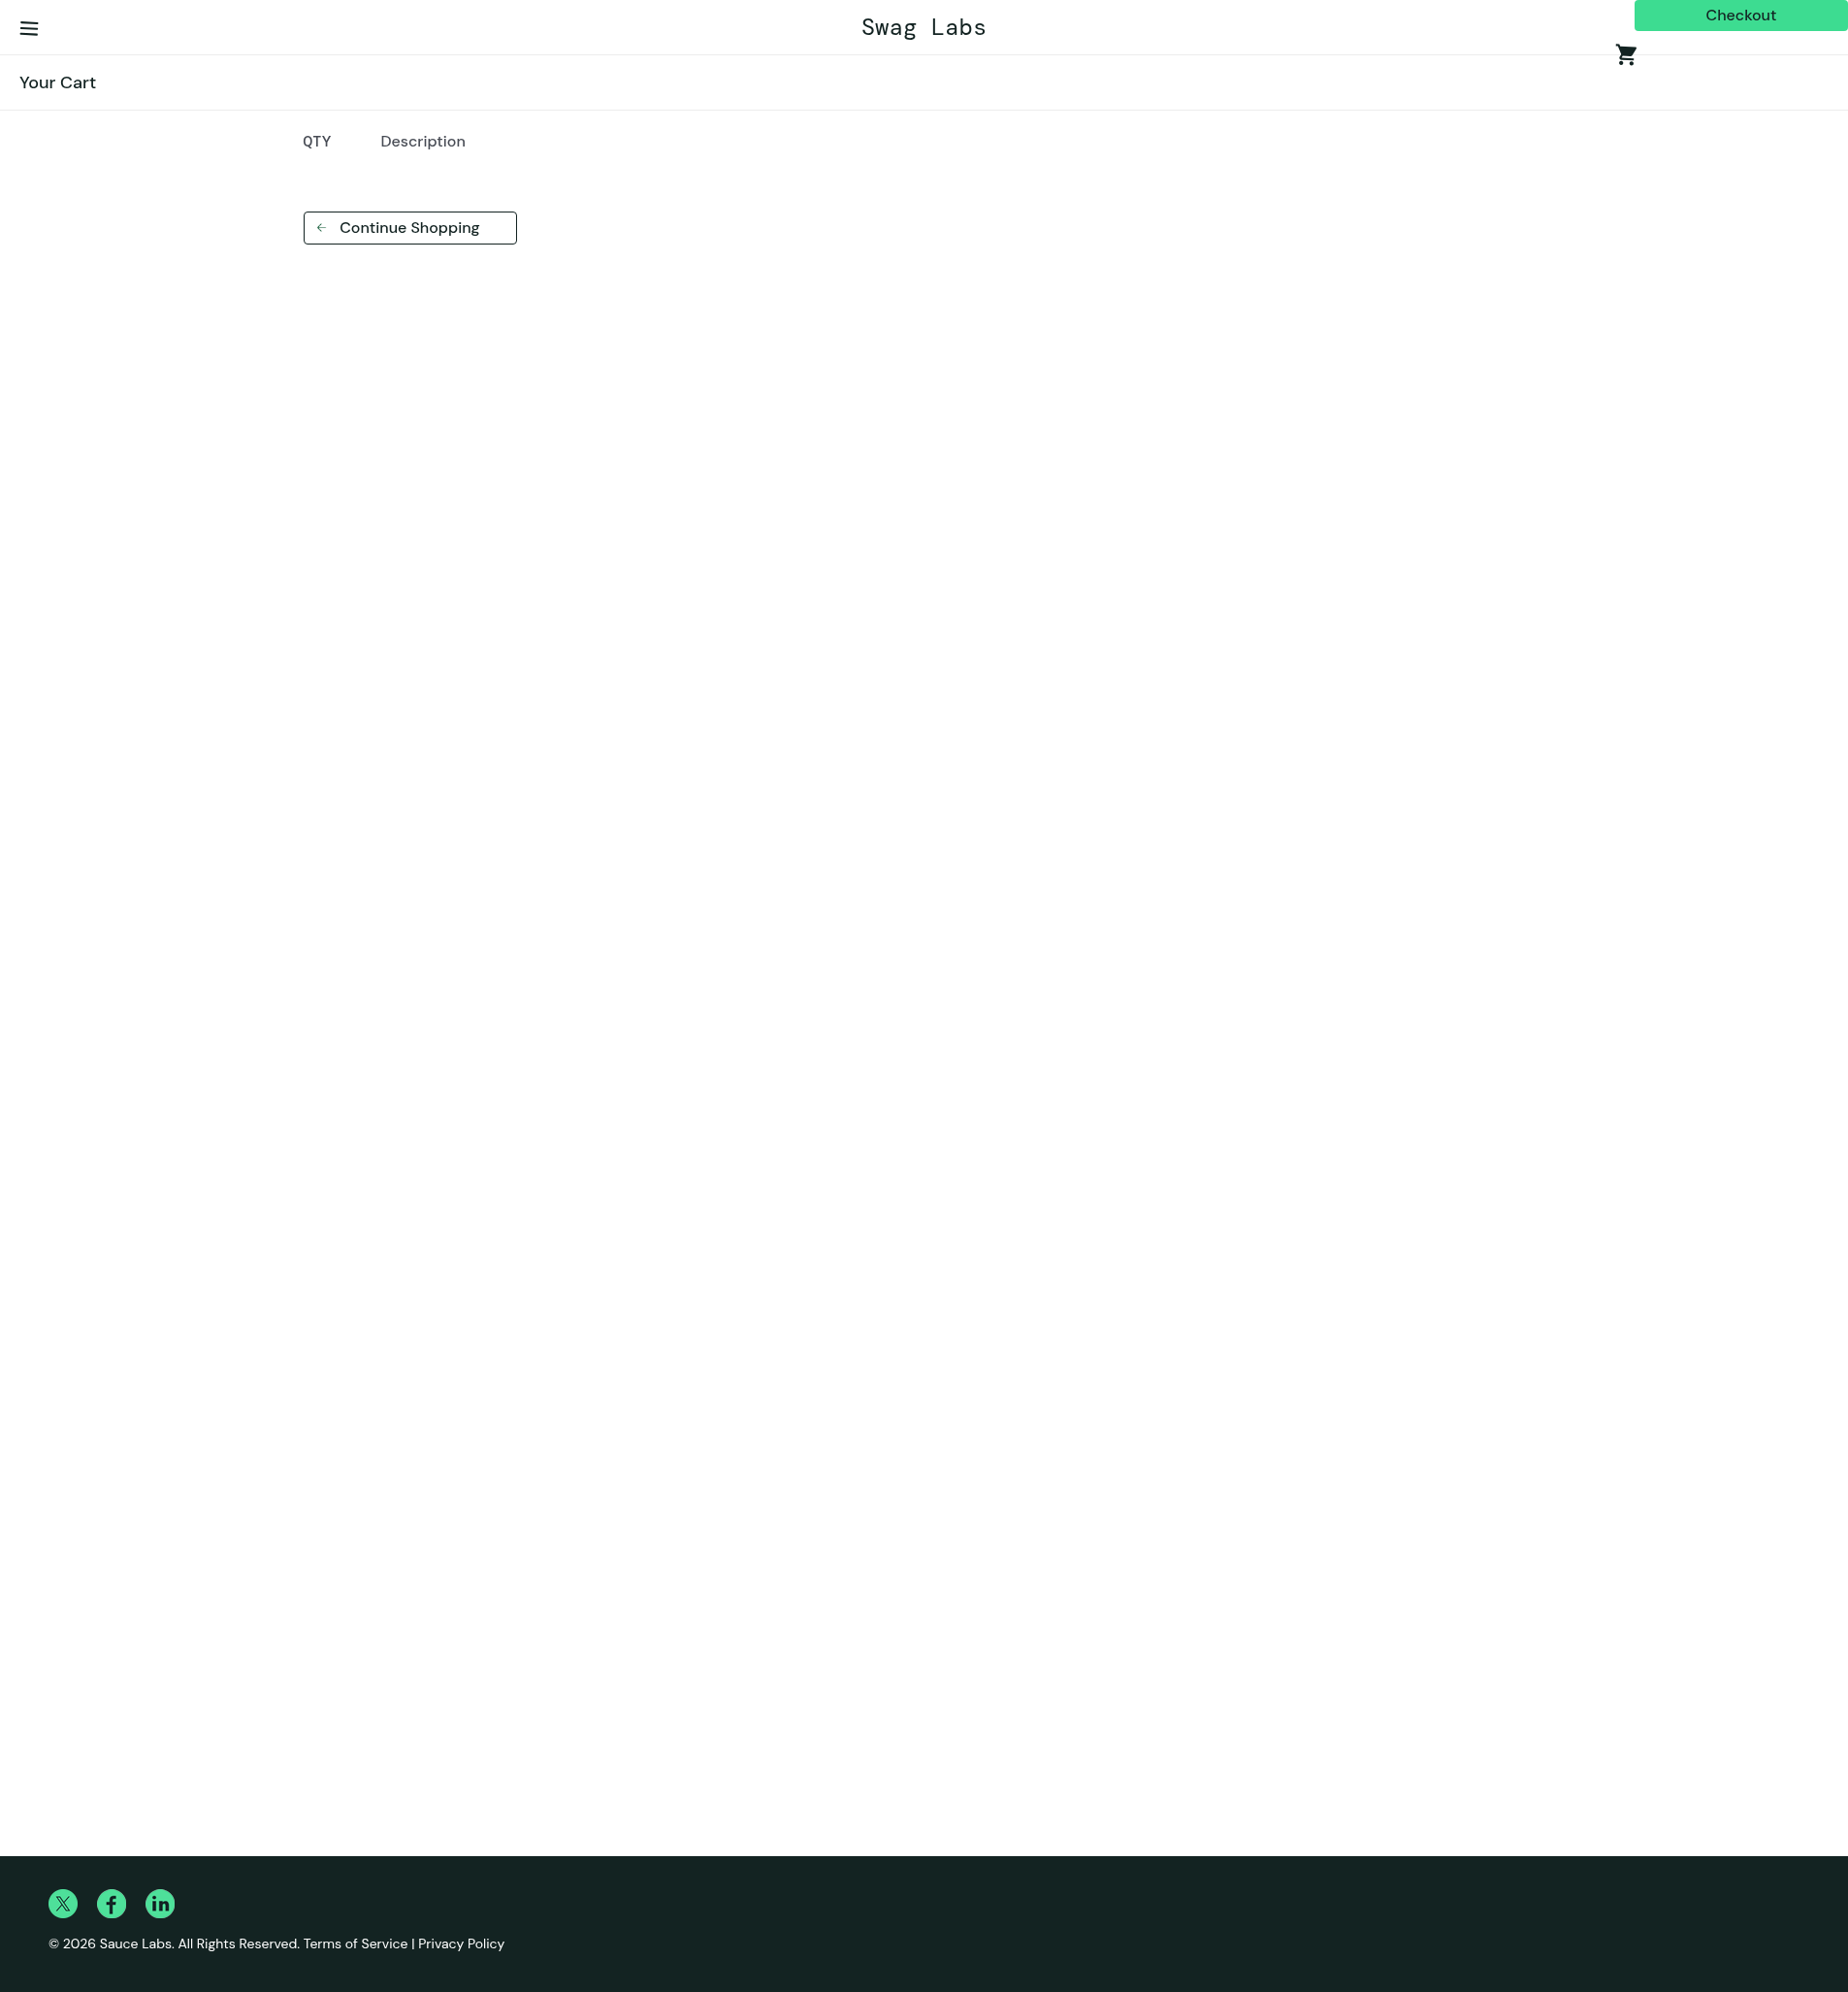 Swag Labs
Checkout
Your Cart
QTY Description
Continue Shopping
© 2026 Sauce Labs. All Rights Reserved. Terms of Service | Privacy Policy